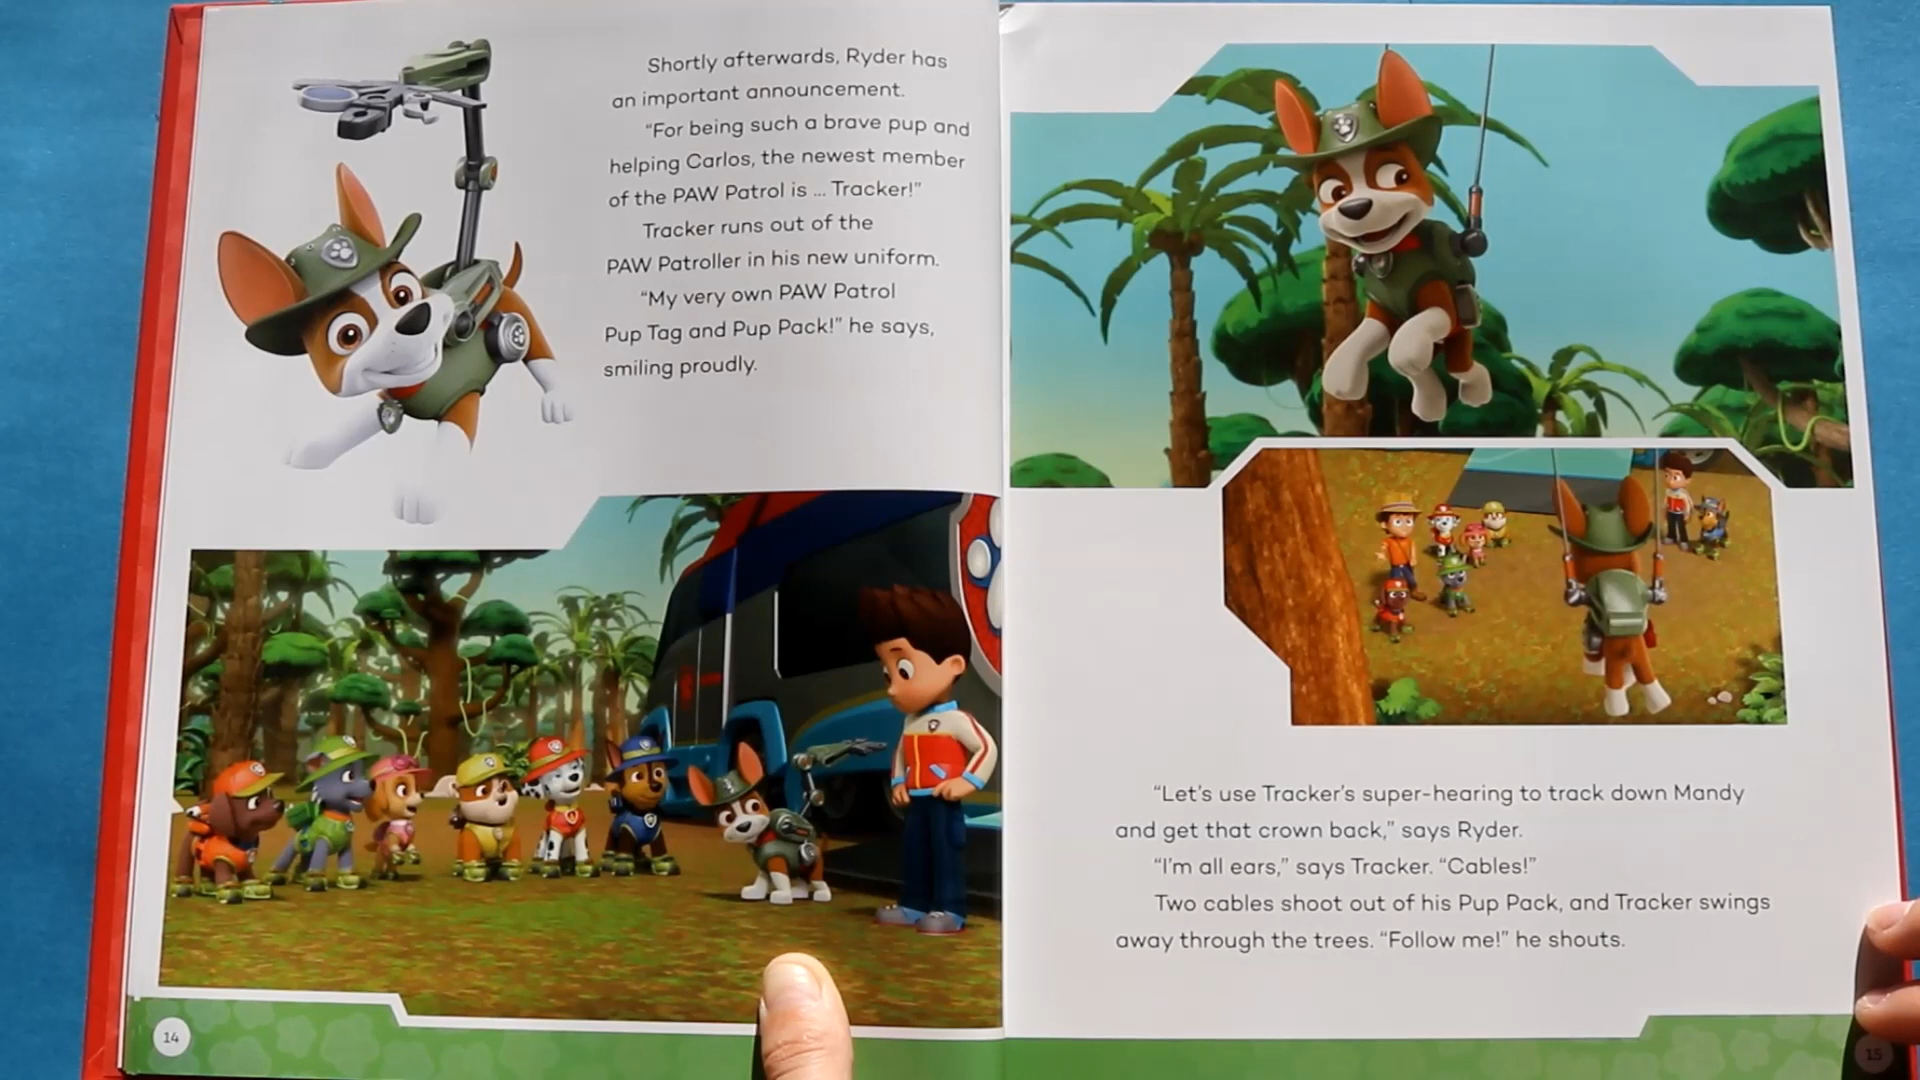 Shortly afterwards, Ryder has
an important announcement.
“For being such a brave pup and
helping Carlos, the newest member
of the PAW Patrol is ... Tracker!”
Tracker runs out of the
PAW Patroller in his new uniform.
“My very own PAW Patrol
Pup Tag and Pup Pack!” he says,
smiling proudly.
14
“Let’s use Tracker’s super-hearing to track down Mandy
and get that crown back,” says Ryder.
“I’m all ears,” says Tracker. “Cables!”
Two cables shoot out of his Pup Pack, and Tracker swings
away through the trees. “Follow me!” he shouts.
15